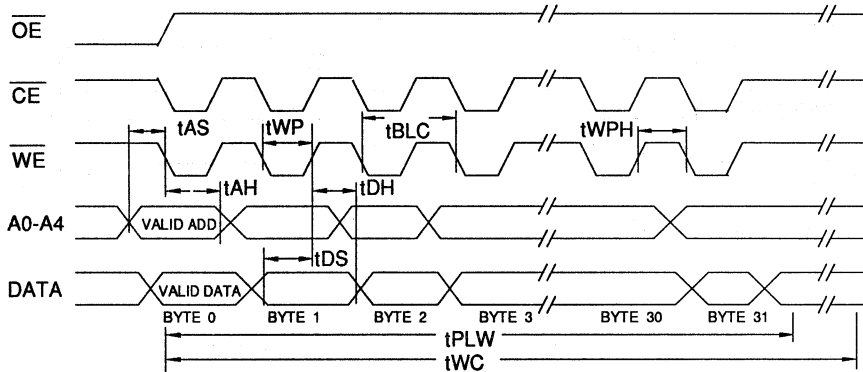 OE
CE
tAS tWP tBLC tWPH
WE
tAH tDH
A0-A4 VALID ADD
tDS
DATA VALID DATA
BYTE 0 BYTE 1 BYTE 2 BYTE 3 BYTE 30 BYTE 31
tPLW
tWC